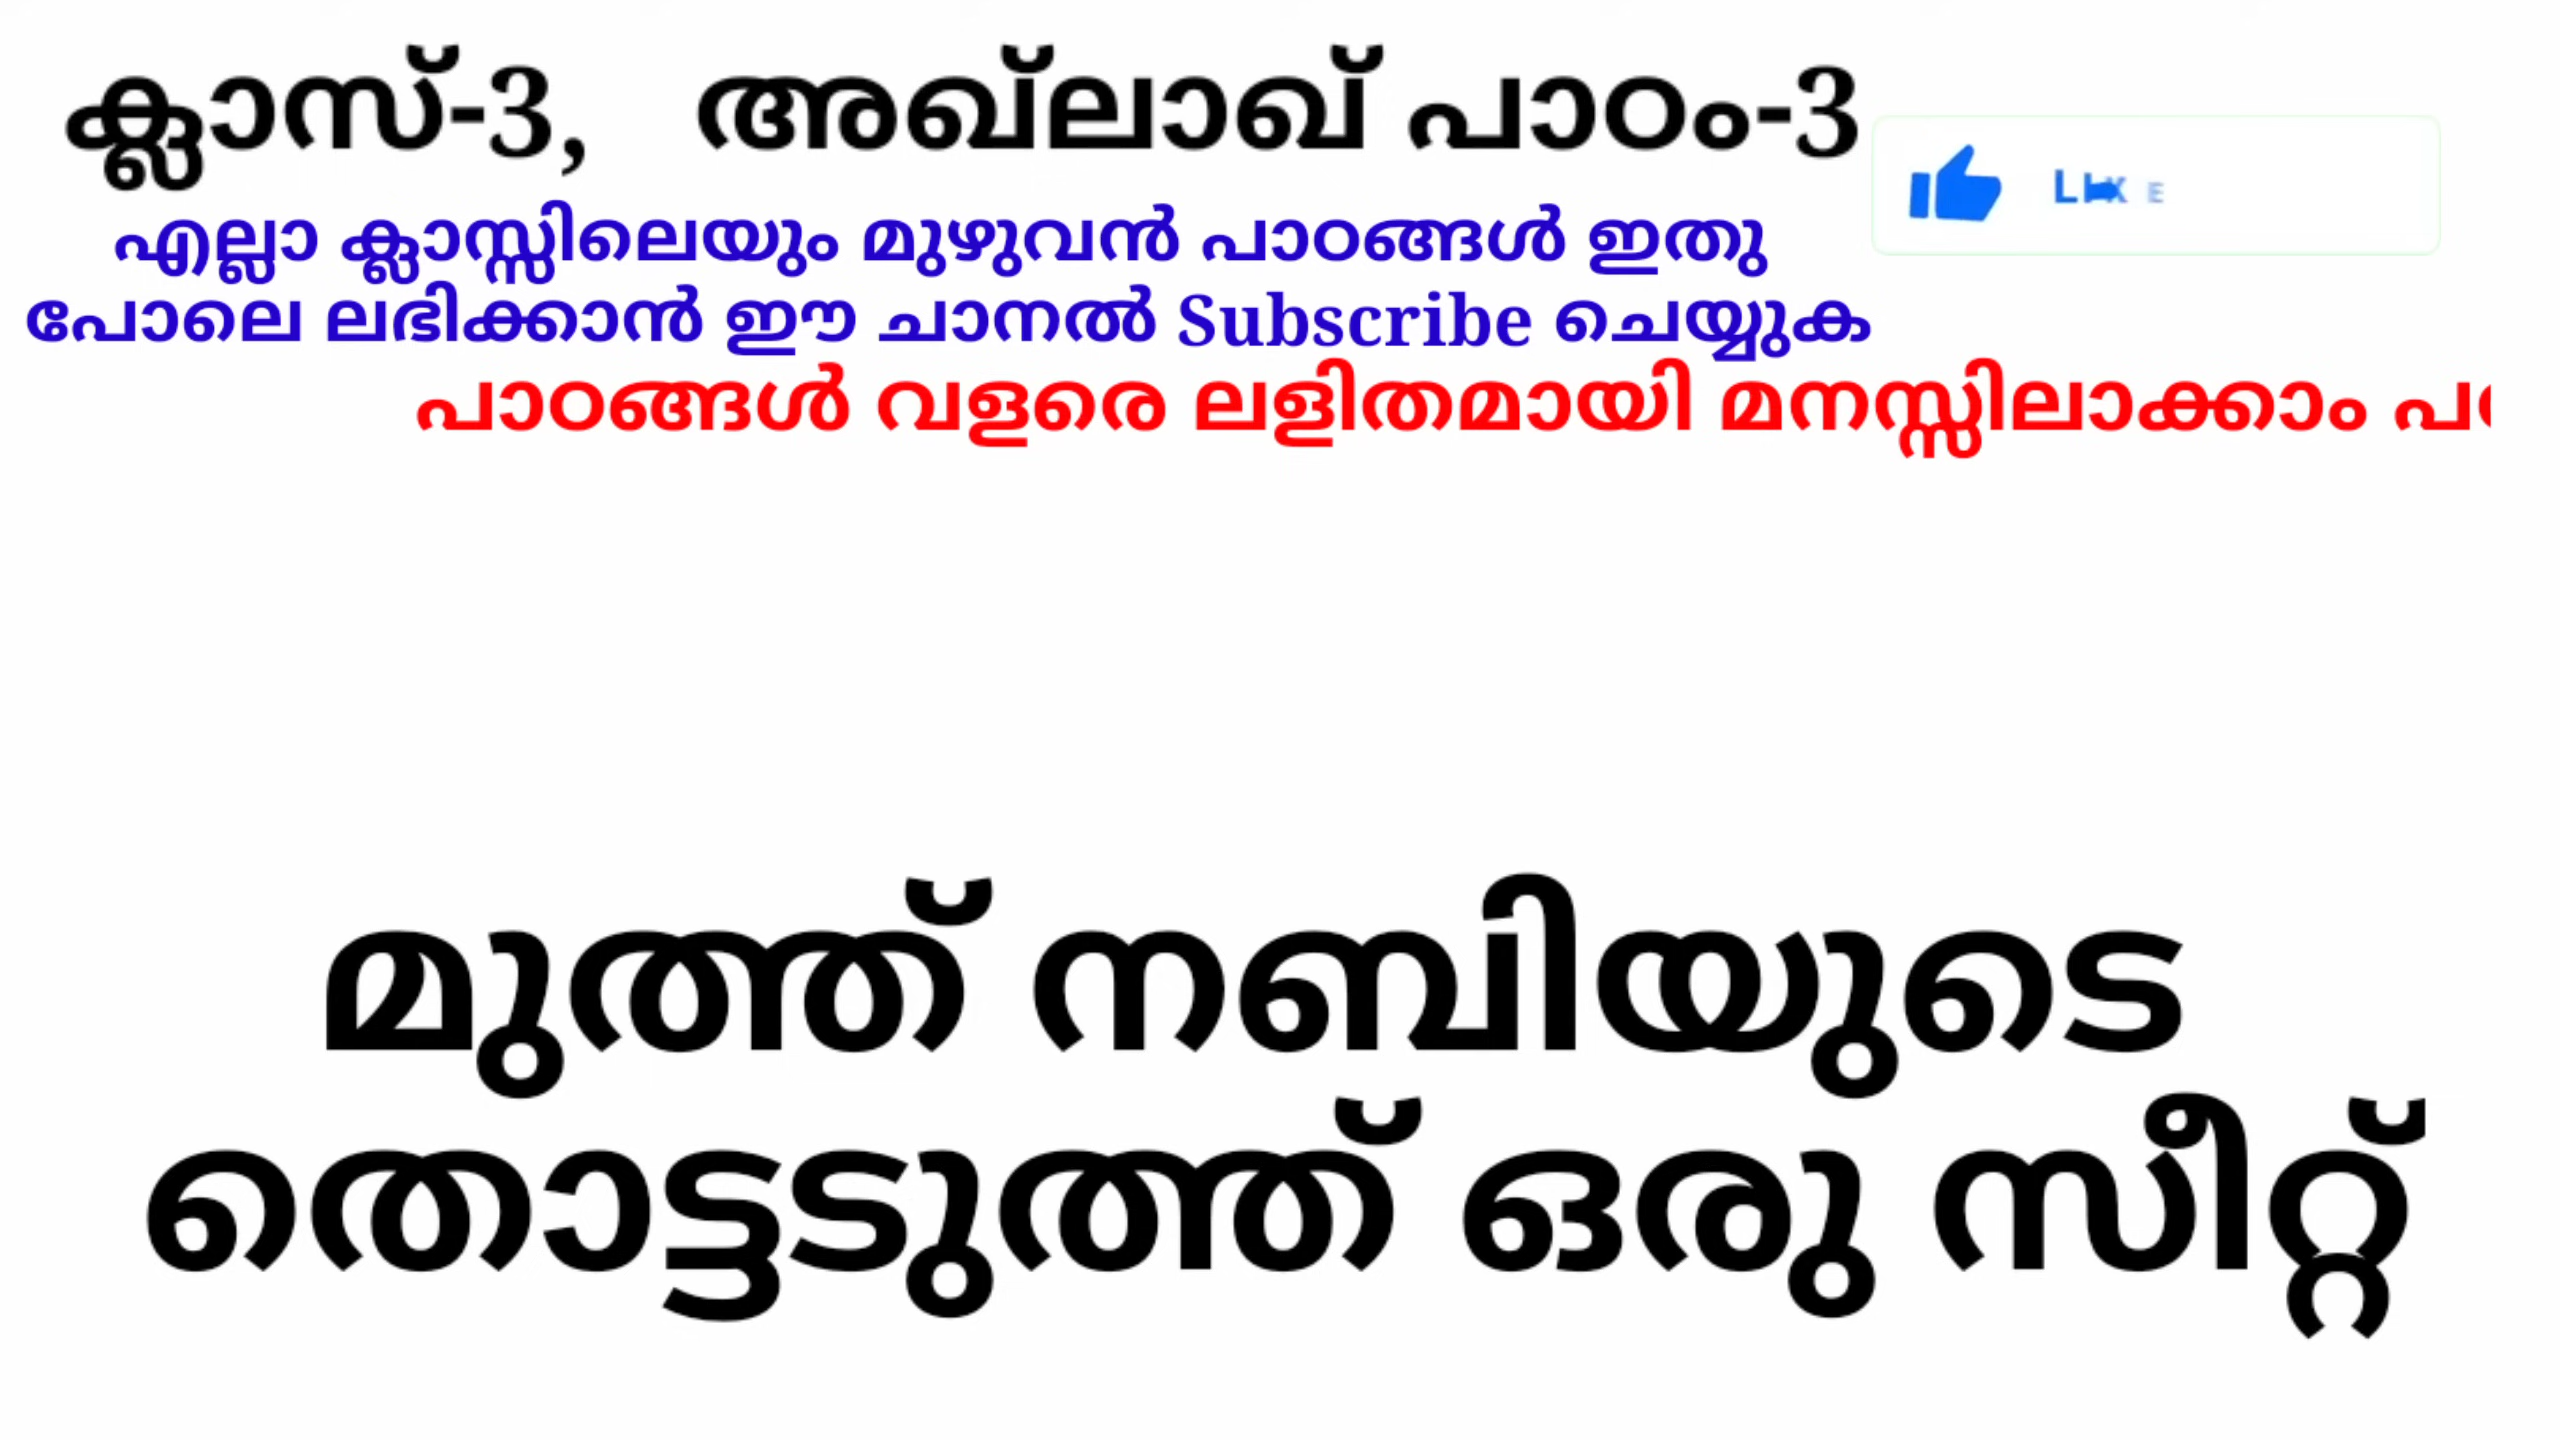 ക്ലാസ്-3, അഖ്ലാഖ് പാഠം-3
LIKE
എല്ലാ ക്ലാസ്സിലെയും മുഴുവൻ പാഠങ്ങൾ ഇതു
പോലെ ലഭിക്കാൻ ഈ ചാനൽ Subscribe ചെയ്യുക
പാഠങ്ങൾ വളരെ ലളിതമായി മനസ്സിലാക്കാം
മുത്ത് നബിയുടെ
തൊട്ടടുത്ത് ഒരു സീറ്റ്